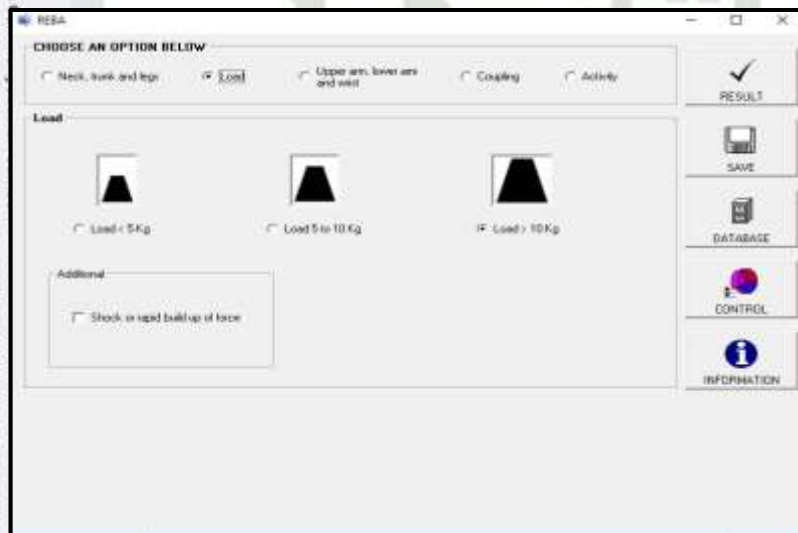 REBA
CHOOSE AN OPTION BELOW
Neck, trunk and legs Load Upper arm, lower arm and wrist Coupling Activity
RESULT
Load
SAVE
Load < 5 Kg Load 5 to 10 Kg Load > 10 Kg
DATABASE
Additional
Shock or rapid build up of force
CONTROL
INFORMATION